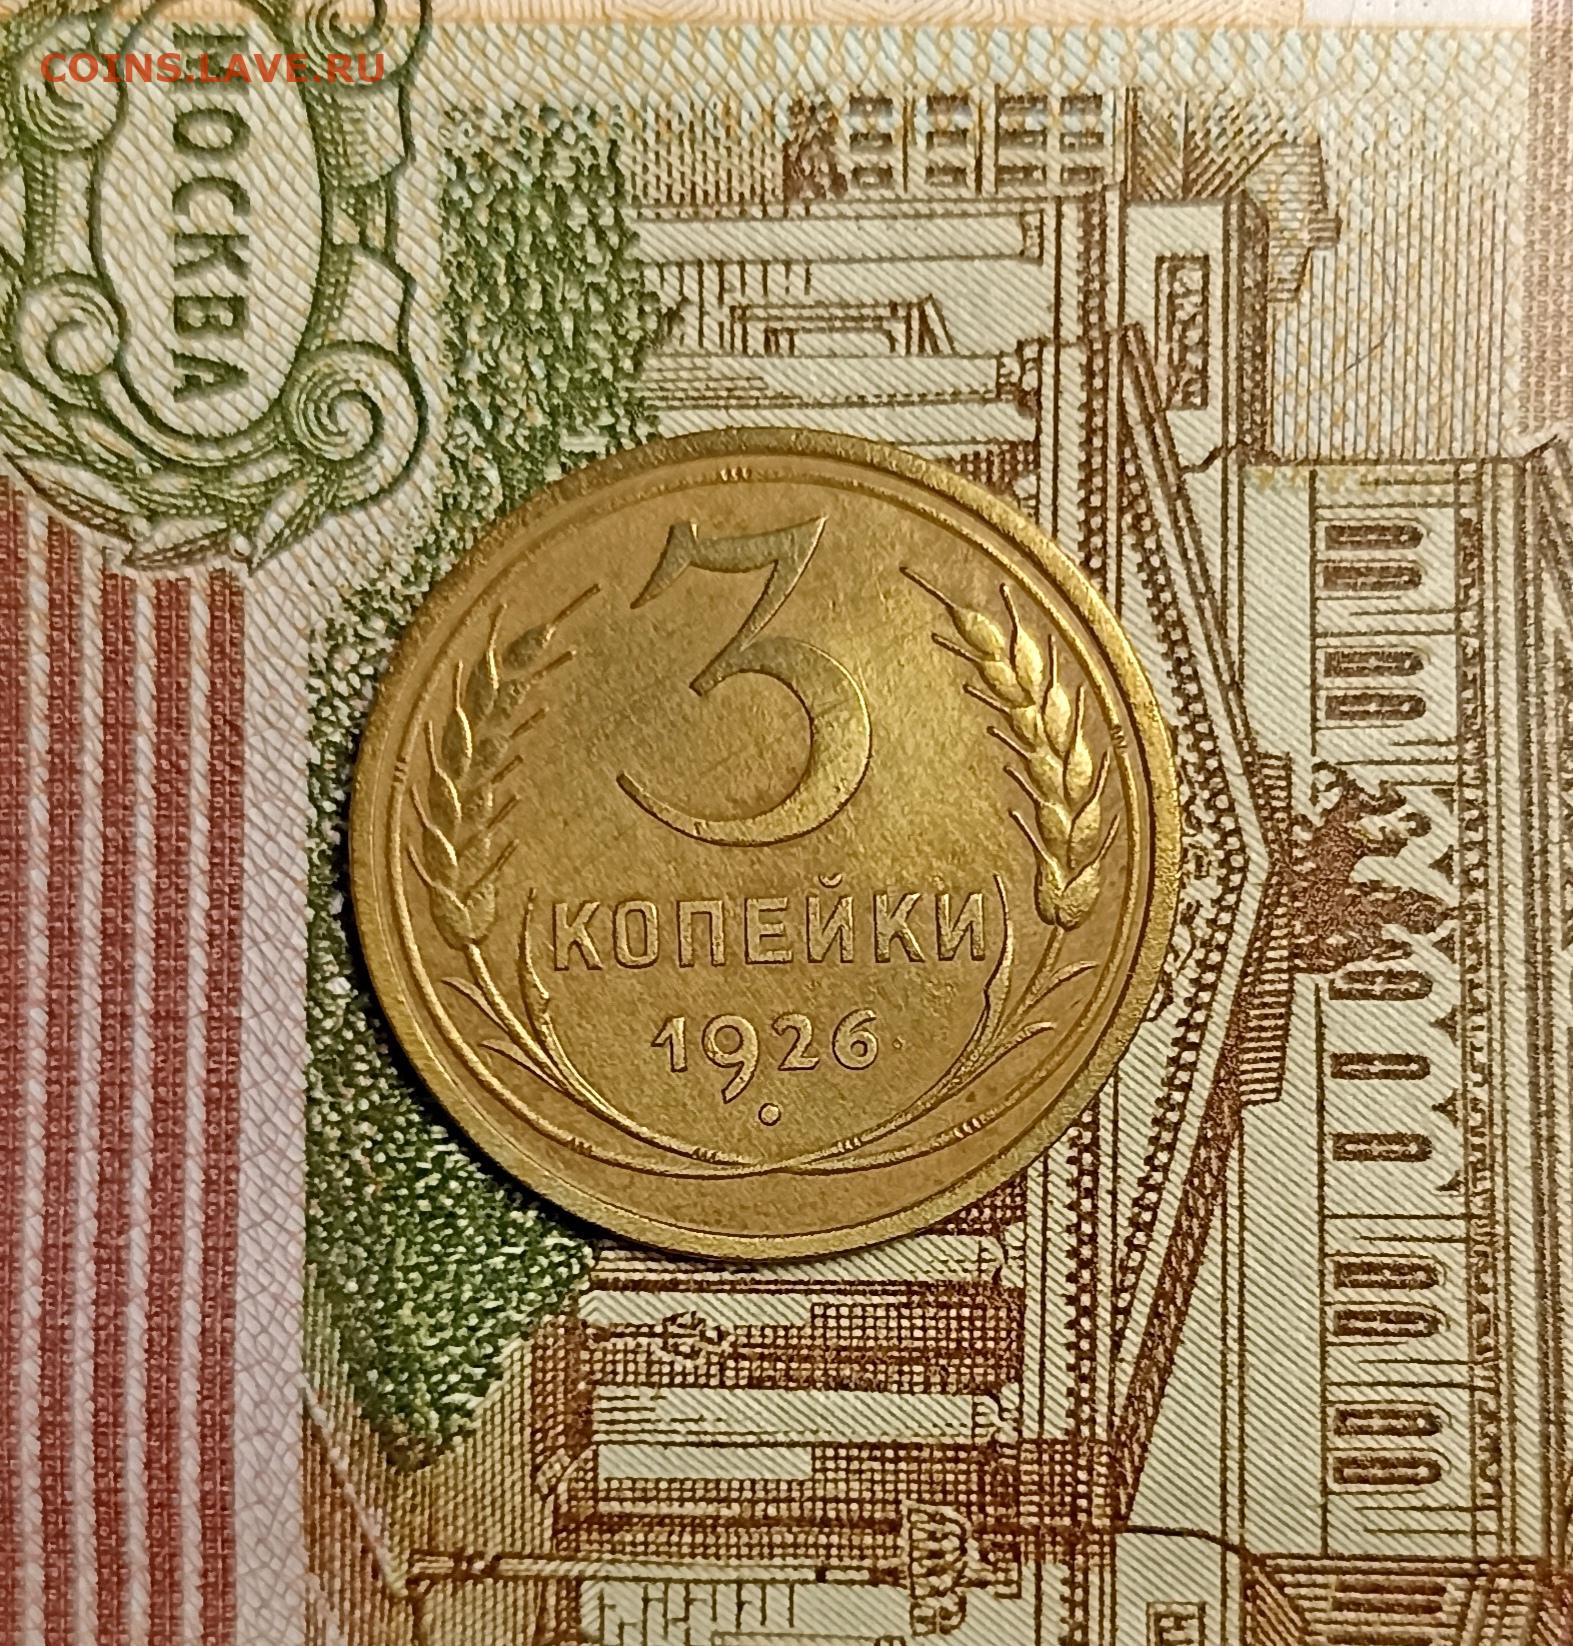 COINS.LAVE.RU
МОСКВА
3
КОПЕЙКИ
1926